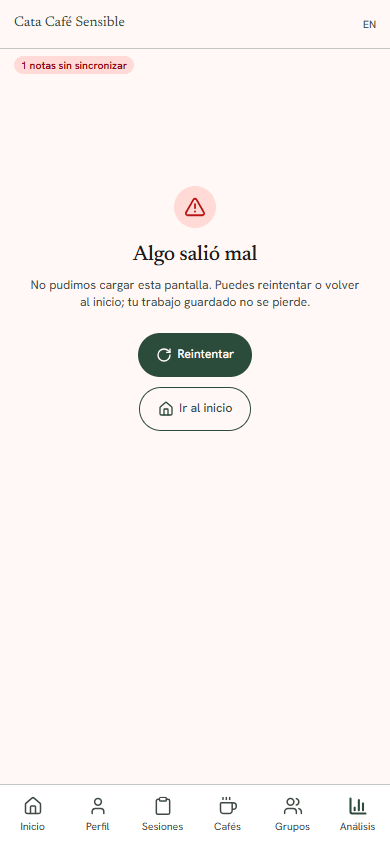 Cata Café Sensible
EN
1 notas sin sincronizar
Algo salió mal
No pudimos cargar esta pantalla. Puedes reintentar o volver
al inicio; tu trabajo guardado no se pierde.
Reintentar
Ir al inicio
Inicio
Perfil
Sesiones
Cafés
Grupos
Análisis